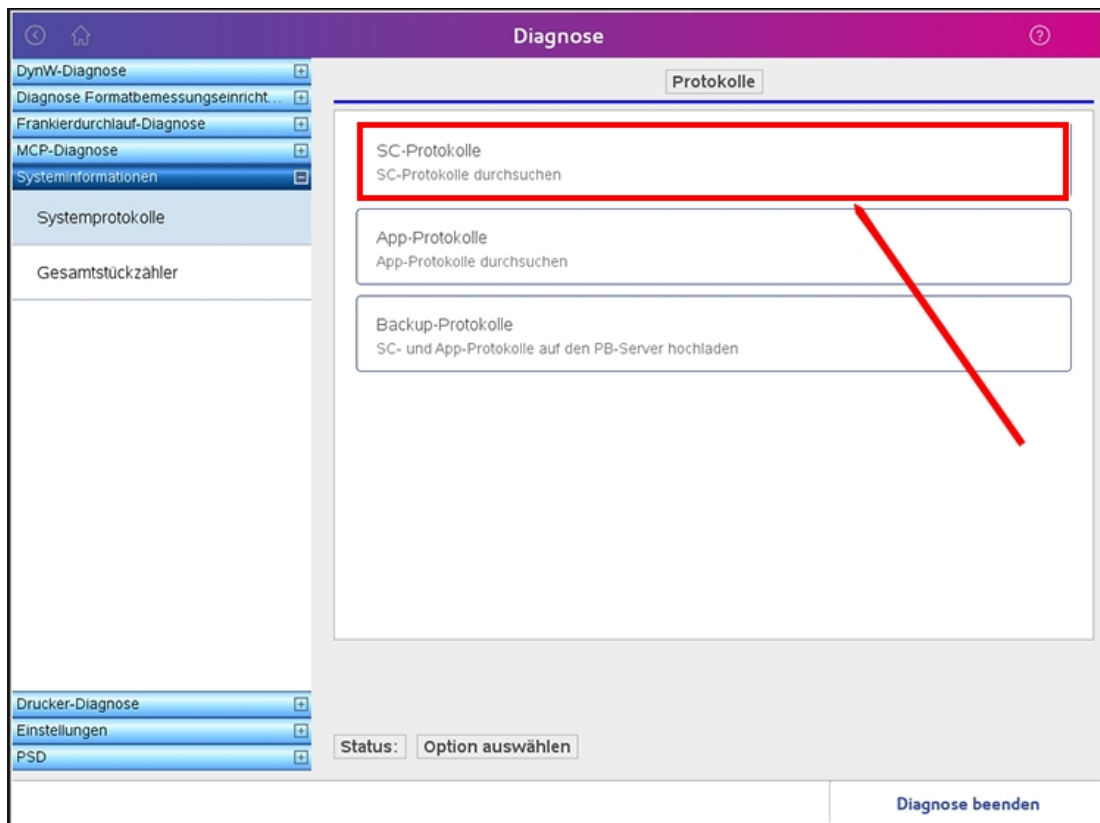 Diagnose
DynW-Diagnose
Diagnose Formatbemessungseinricht...
Frankierdurchlauf-Diagnose
MCP-Diagnose
Systeminformationen
Systemprotokolle
Gesamtstückzähler
Drucker-Diagnose
Einstellungen
PSD
Protokolle
SC-Protokolle
SC-Protokolle durchsuchen
App-Protokolle
App-Protokolle durchsuchen
Backup-Protokolle
SC- und App-Protokolle auf den PB-Server hochladen
Status: Option auswählen
Diagnose beenden